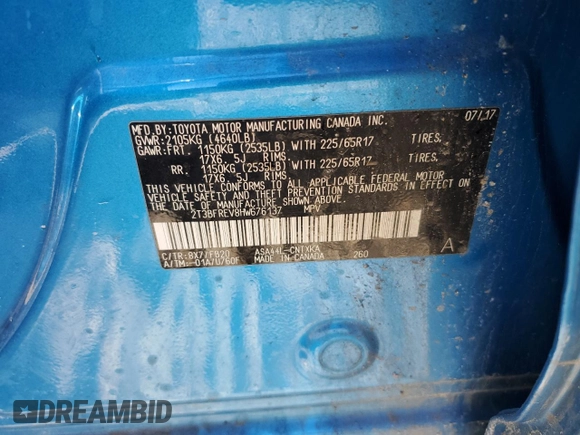 MFD.BY:TOYOTA MOTOR MANUFACTURING CANADA INC. 07/17
GVWR:2105KG (4640LB)
GAWR:FRT. 1150KG (2535LB) WITH 225/65R17 TIRES.
17X6.5J RIMS.
RR. 1150KG (2535LB) WITH 225/65R17 TIRES.
17X6. RIMS.
THIS VEHICLE CONFORMS TO ALL APPLICABLE FEDERAL MOTOR
VEHICLE SAFETY AND THEFT PREVENTION STANDARDS IN
EFFECT ON THE DATE OF MANUFACTURE SHOWN ABOVE.
2T3BFREV8HW676137 MPV
C/TR:8X7/FB20 ASA44L-CNTXKA A
A/TM:-01A/U760F MADE IN CANADA 260
DREAMBID